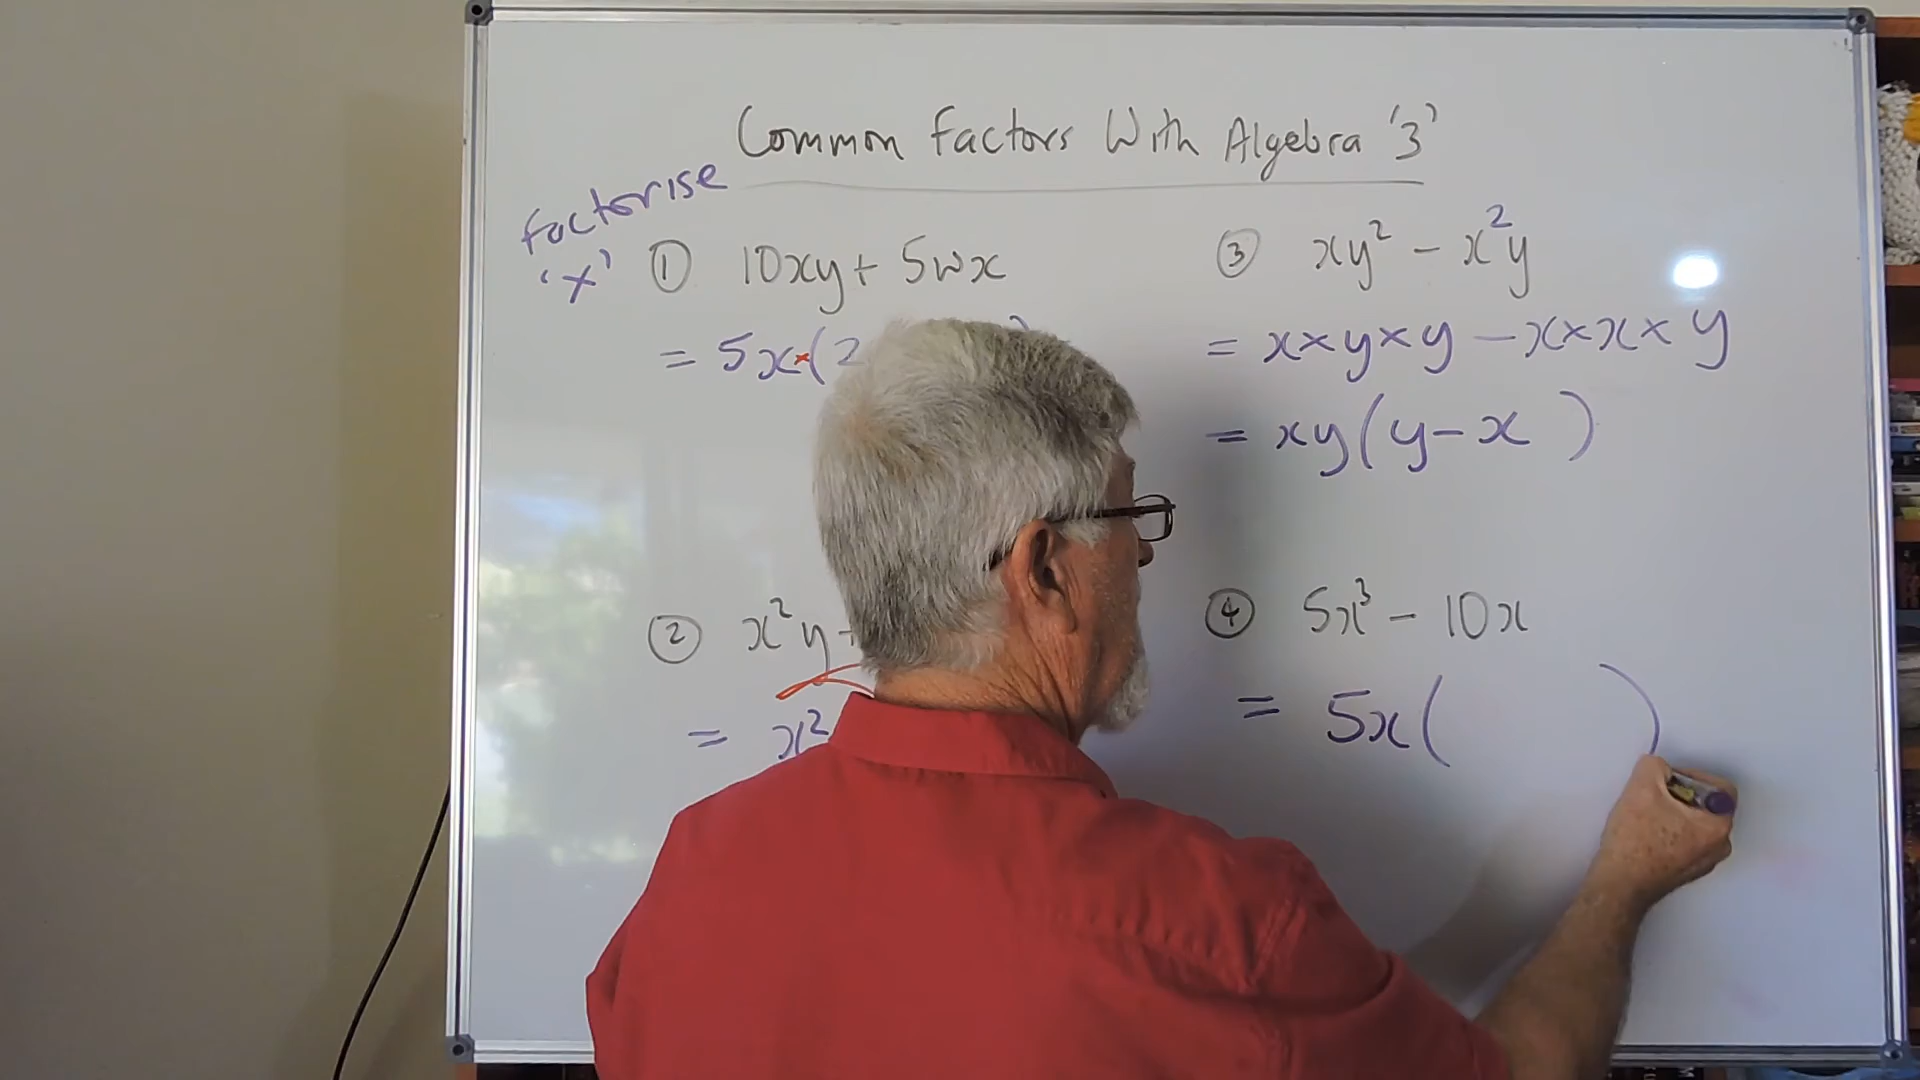 Common Factors With Algebra '3'
factorise
'x'
① 10xy + 5wx
= 5x×(2
② x²y +
= x²
③ xy² - x²y
= x×y×y - x×x×y
= xy(y-x )
④ 5x³ - 10x
= 5x( )